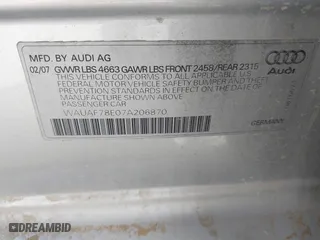 MFD. BY AUDI AG
02/07 GVWR LBS 4663 GAWR LBS FRONT 2458/REAR 2315
THIS VEHICLE CONFORMS TO ALL APPLICABLE
FEDERAL MOTOR VEHICLE SAFETY BUMPER AND THEFT
PREVENTION STANDARDS IN EFFECT ON THE DATE OF
MANUFACTURE SHOWN ABOVE
PASSENGER CAR
WAUAF78E07A206870
Audi
DREAMBID